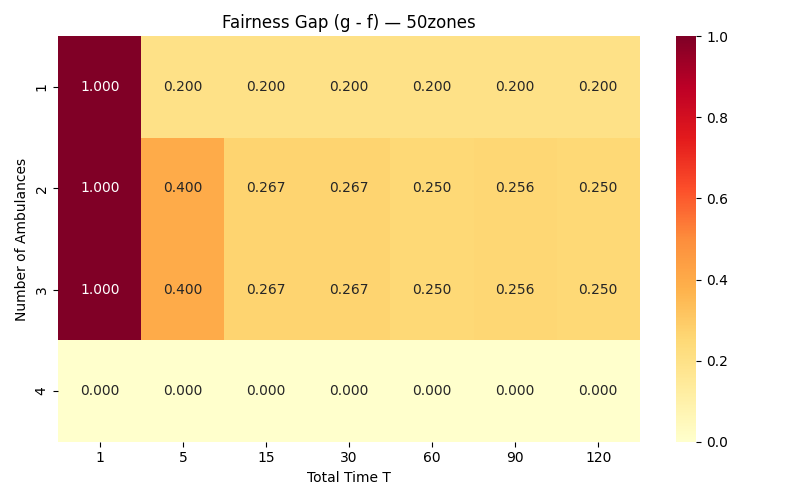 Fairness Gap (g - f) — 50zones
Number of Ambulances
1 1.000 0.200 0.200 0.200 0.200 0.200 0.200
2 1.000 0.400 0.267 0.267 0.250 0.256 0.250
3 1.000 0.400 0.267 0.267 0.250 0.256 0.250
4 0.000 0.000 0.000 0.000 0.000 0.000 0.000
1 5 15 30 60 90 120
Total Time T
1.0
0.8
0.6
0.4
0.2
0.0